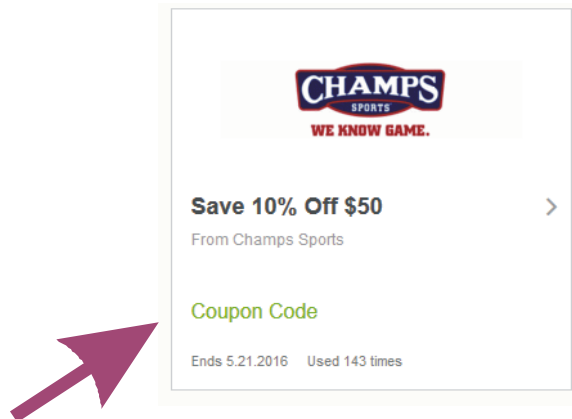 CHAMPS
SPORTS
WE KNOW GAME.
Save 10% Off $50
From Champs Sports
Coupon Code
Ends 5.21.2016 Used 143 times